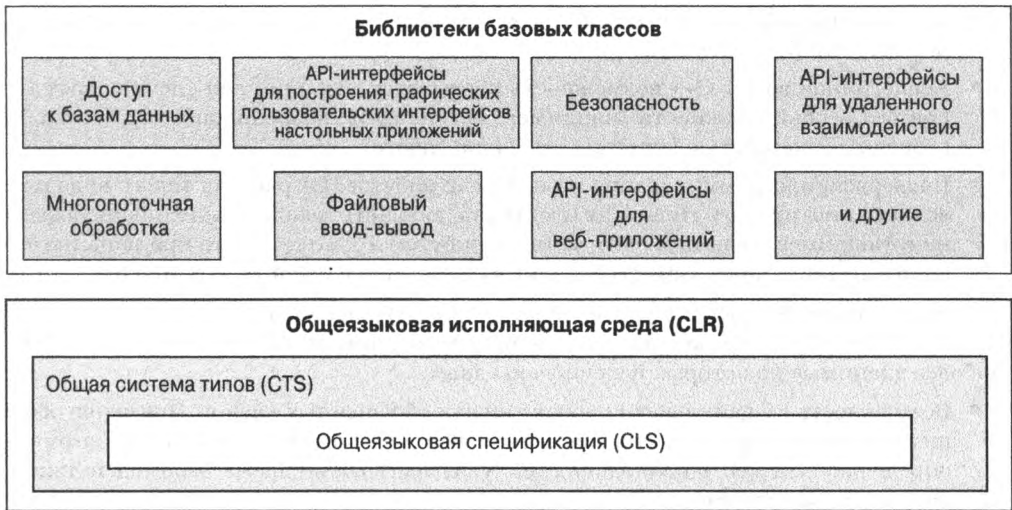 Библиотеки базовых классов
Доступ
к базам данных
API-интерфейсы
для построения графических
пользовательских интерфейсов
настольных приложений
Безопасность
API-интерфейсы
для удаленного
взаимодействия
Многопоточная
обработка
Файловый
ввод-вывод
API-интерфейсы
для
веб-приложений
и другие
Общеязыковая исполняющая среда (CLR)
Общая система типов (CTS)
Общеязыковая спецификация (CLS)